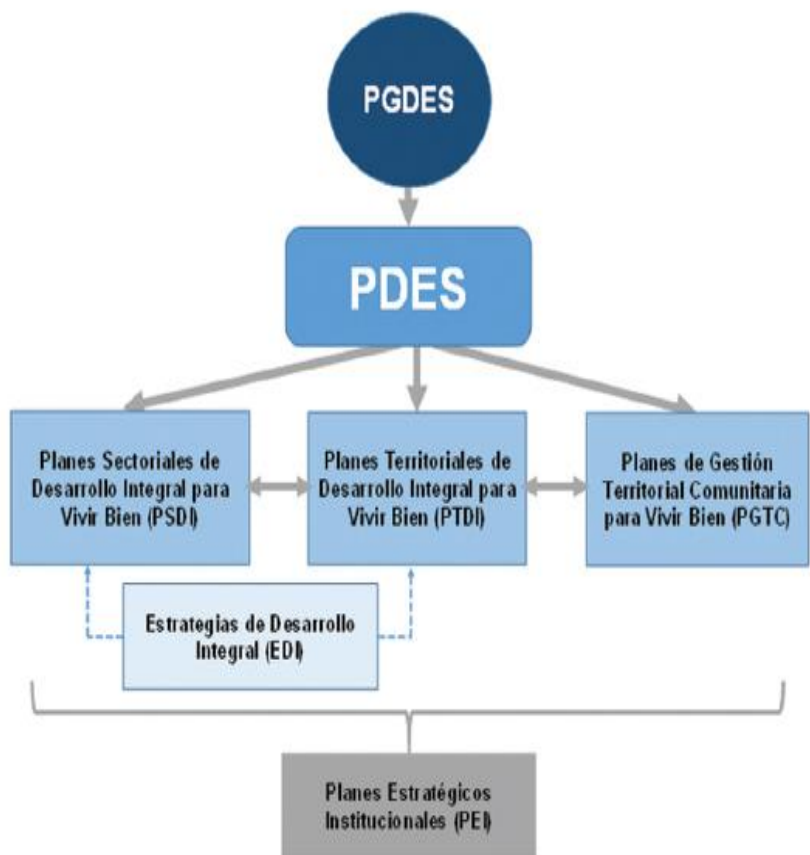 PGDES
PDES
Planes Sectoriales de
Desarrollo Integral para
Vivir Bien (PSDI)
Planes Territoriales de
Desarrollo Integral para
Vivir Bien (PTDI)
Planes de Gestión
Territorial Comunitaria
para Vivir Bien (PGTC)
Estrategias de Desarrollo
Integral (EDI)
Planes Estratégicos
Institucionales (PEI)